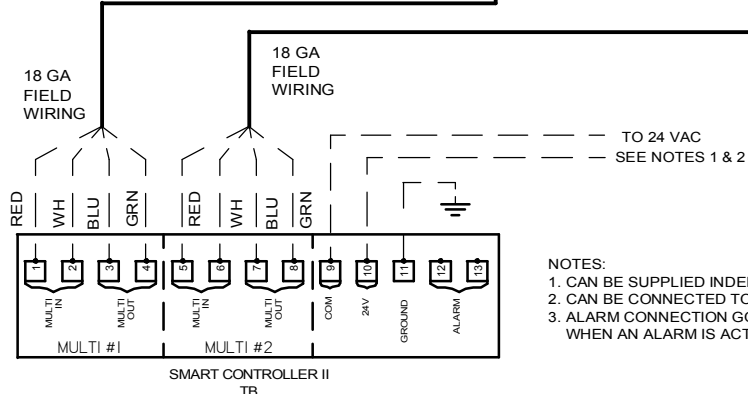 18 GA
FIELD
WIRING
18 GA
FIELD
WIRING
TO 24 VAC
SEE NOTES 1 & 2
RED
WH
BLU
GRN
RED
WH
BLU
GRN
1
2
3
4
5
6
7
8
9
10
11
12
13
MULTI
IN
MULTI
OUT
MULTI
IN
MULTI
OUT
COM
24V
GROUND
ALARM
MULTI #1
MULTI #2
SMART CONTROLLER II
TB
NOTES:
1. CAN BE SUPPLIED
2. CAN BE CONNECTED TO
3. ALARM CONNECTION
WHEN AN ALARM IS